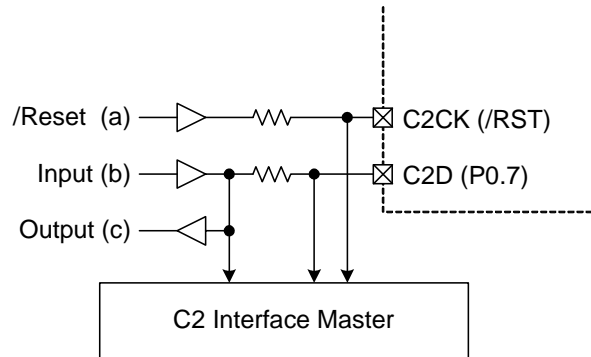 /Reset (a)
C2CK (/RST)
Input (b)
C2D (P0.7)
Output (c)
C2 Interface Master